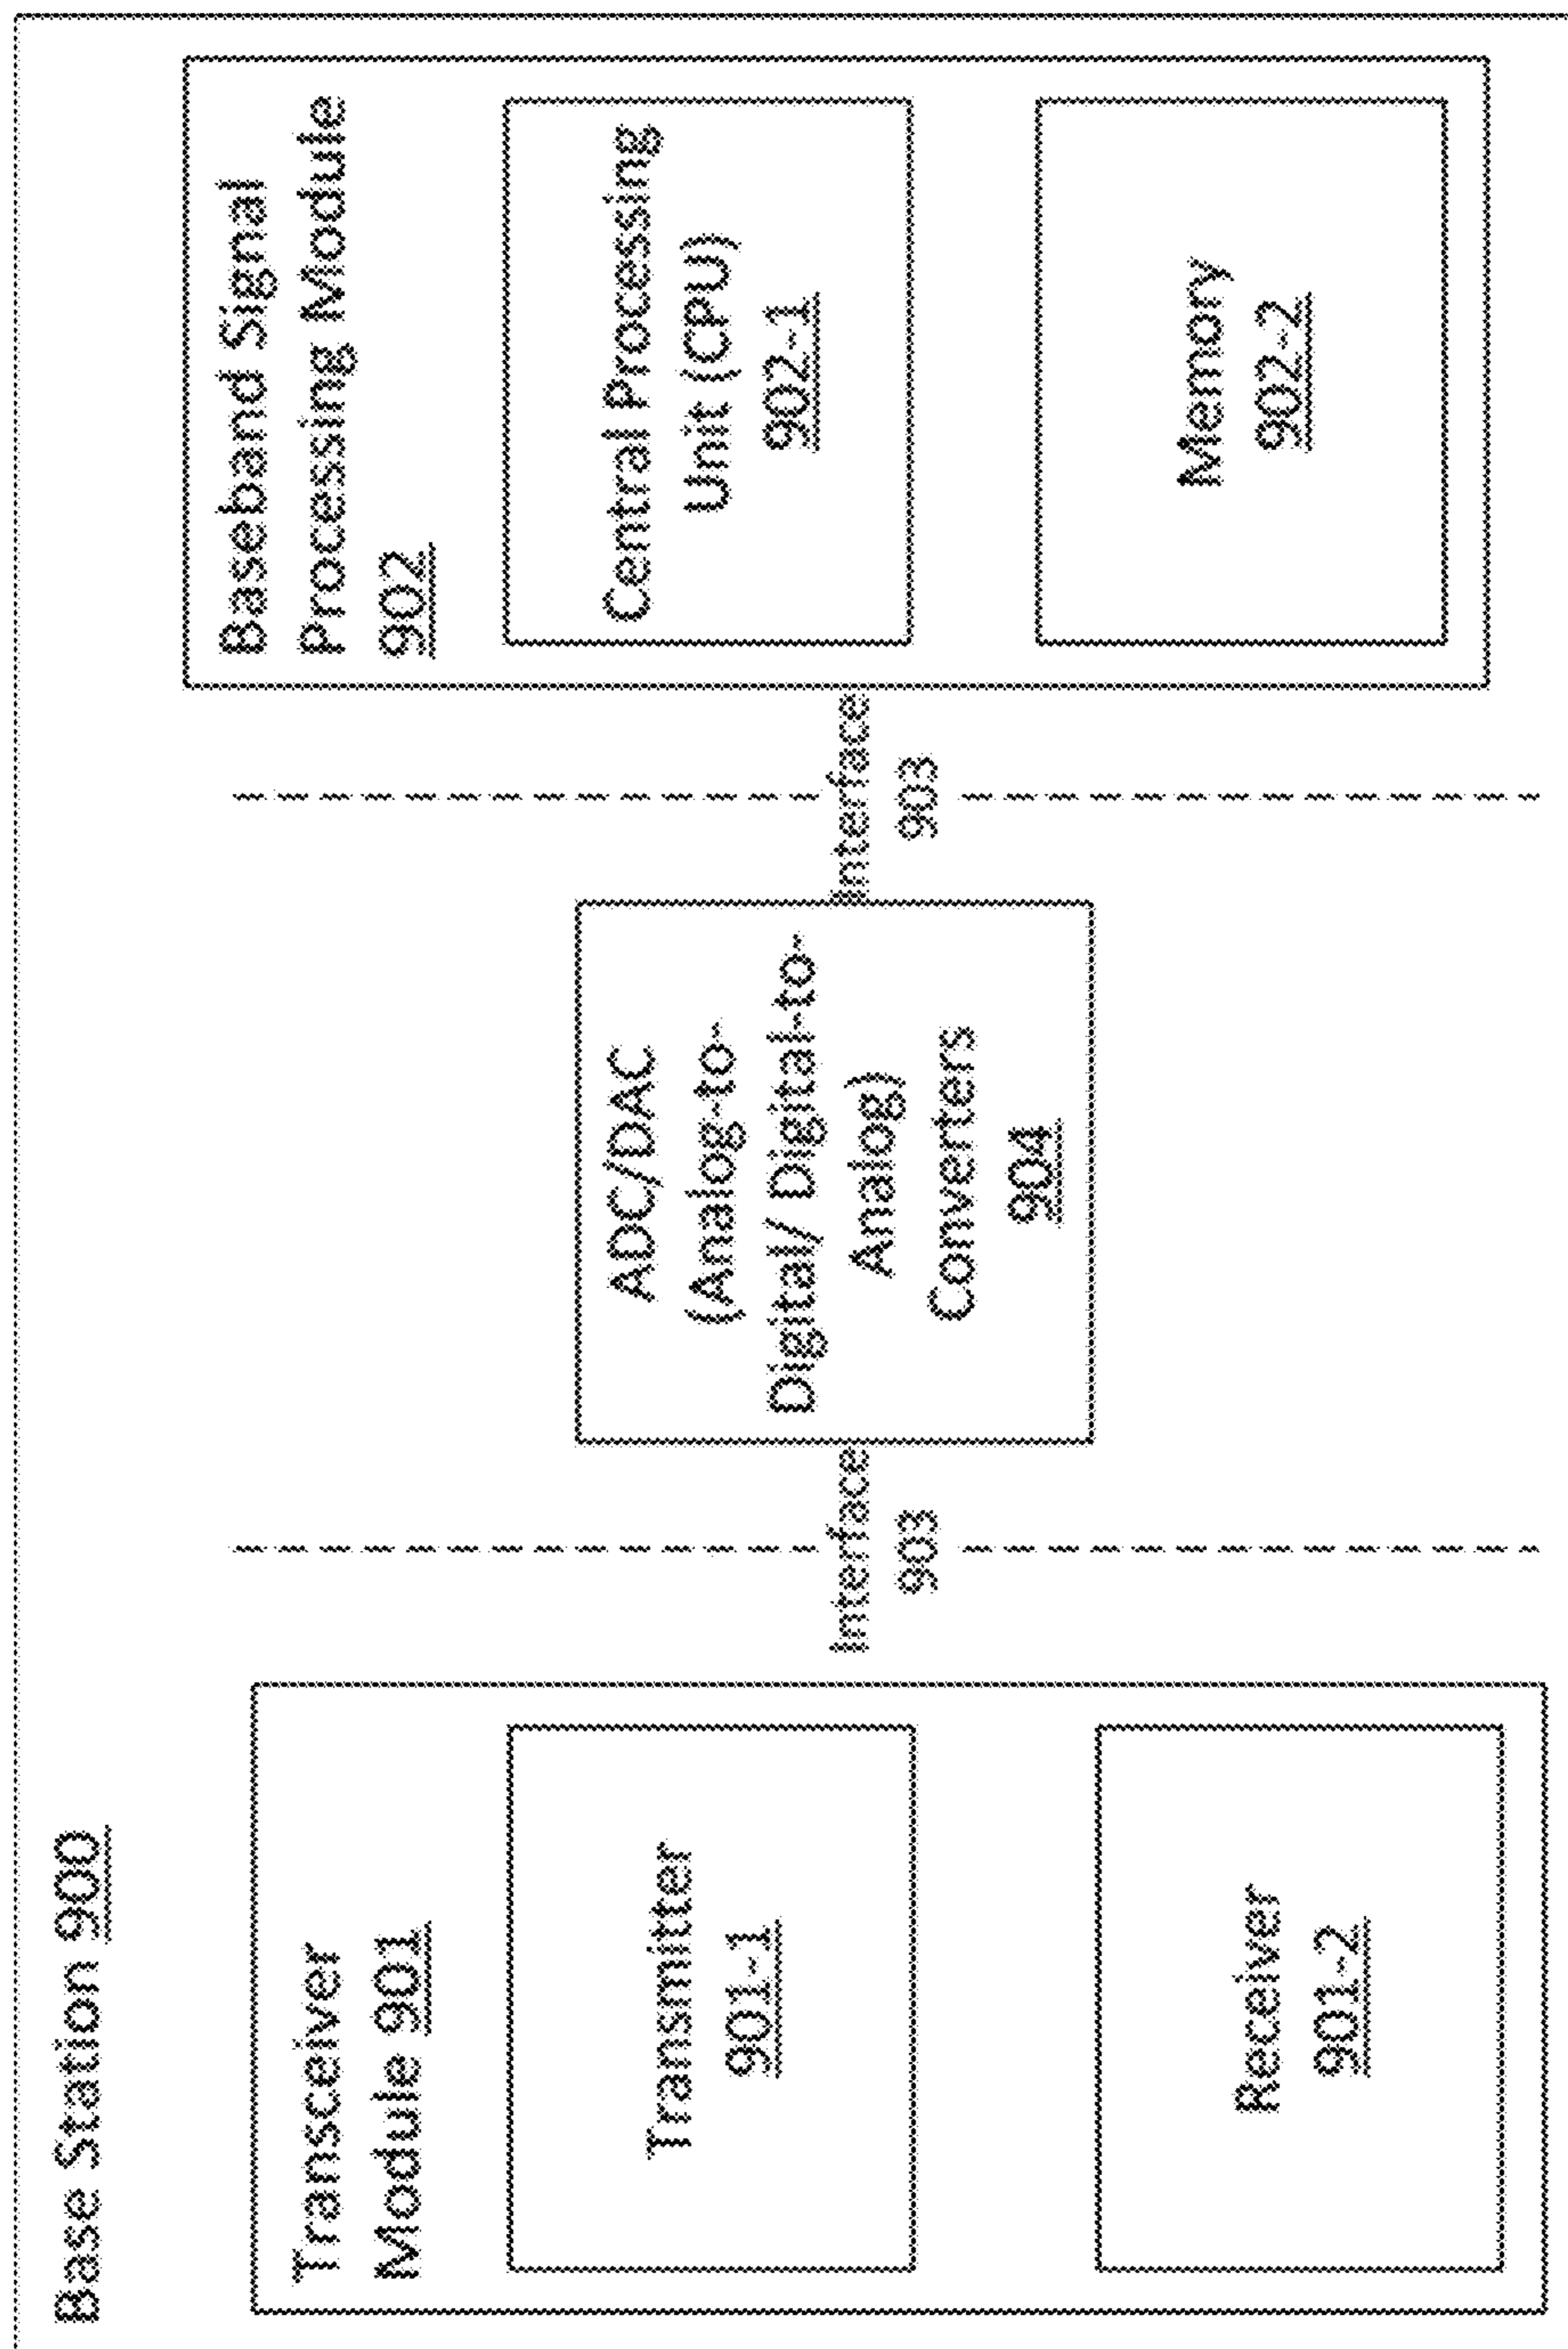 Base Station 900
Transceiver
Module 901
Transmitter
901-1
Receiver
901-2
Interface
903
ADC/DAC
(Analog-to-
Digital/ Digital-to-
Analog)
Converters
904
Interface
903
Baseband Signal
Processing Module
902
Central Processing
Unit (CPU)
902-1
Memory
902-2